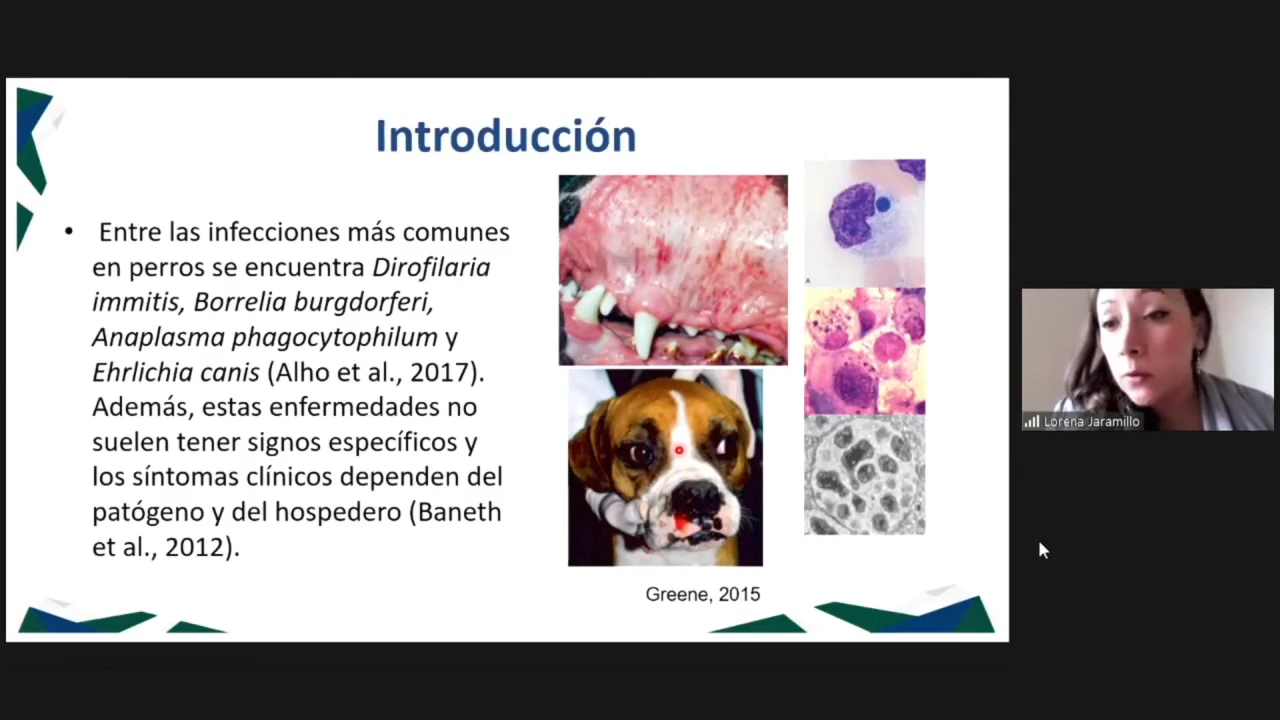 Introducción
• Entre las infecciones más comunes
en perros se encuentra Dirofilaria
immitis, Borrelia burgdorferi,
Anaplasma phagocytophilum y
Ehrlichia canis (Alho et al., 2017).
Además, estas enfermedades no
suelen tener signos específicos y
los síntomas clínicos dependen del
patógeno y del hospedero (Baneth
et al., 2012).
A
Greene, 2015
Lorena Jaramillo